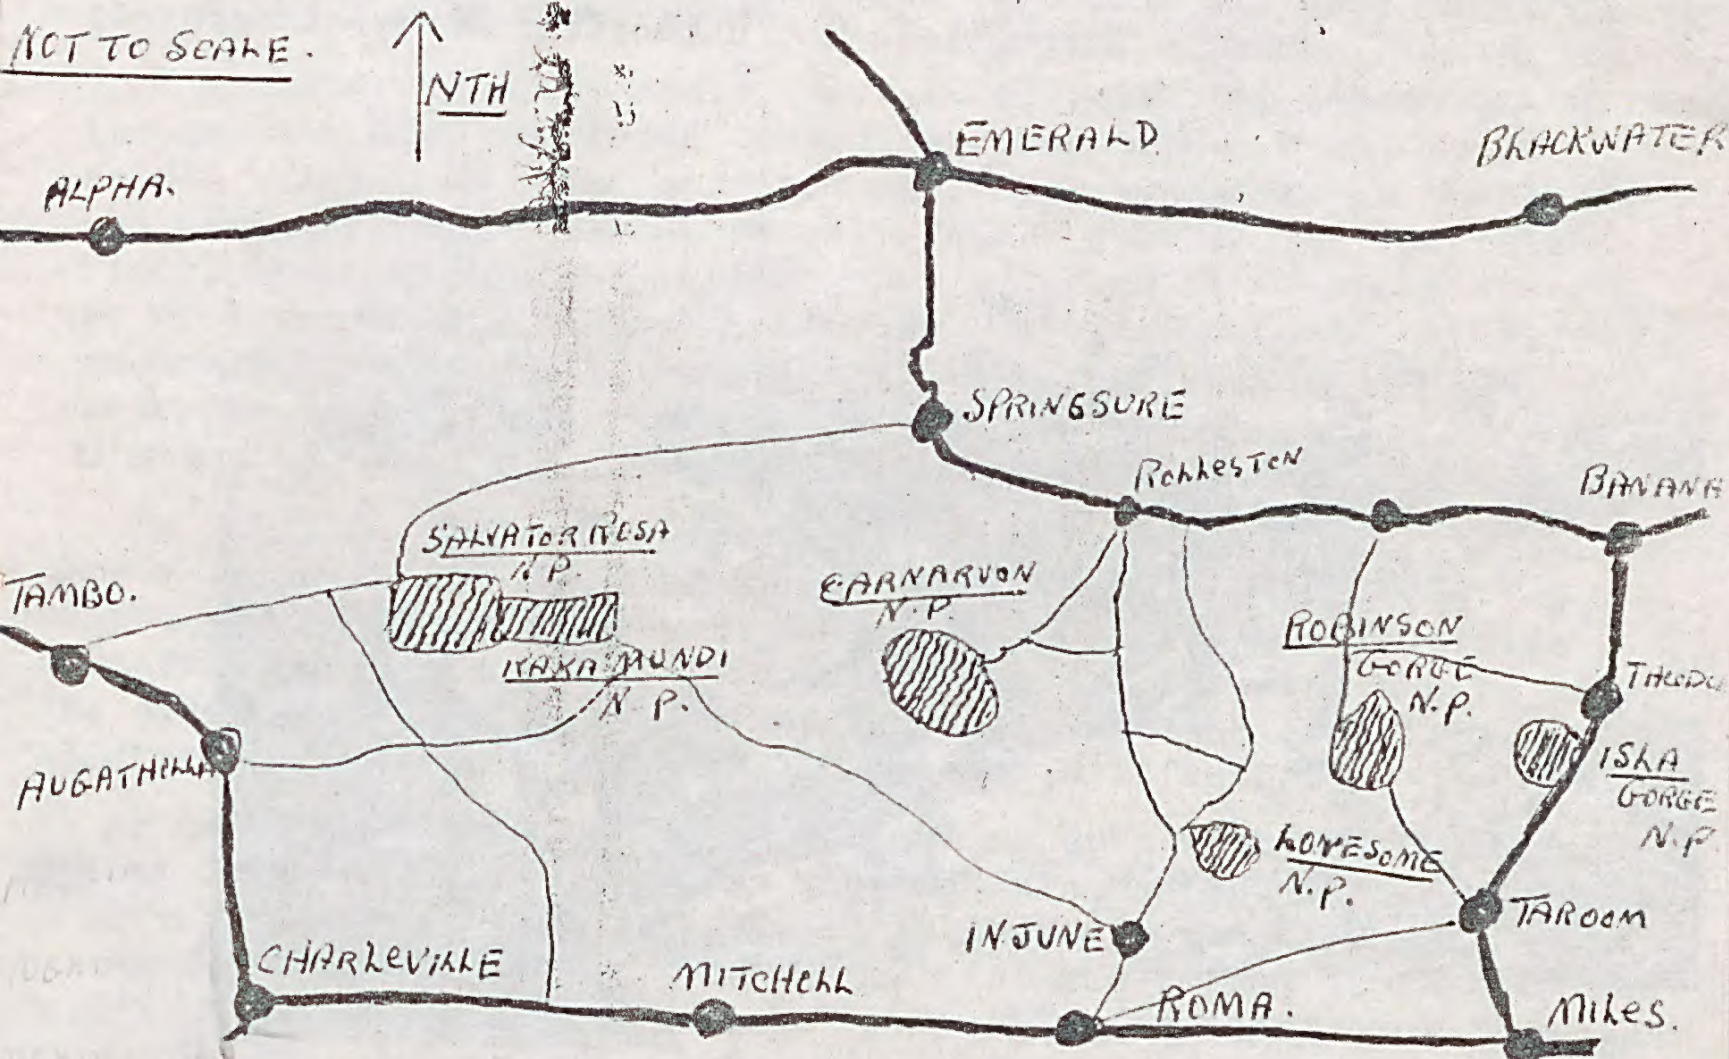 NOT TO SCALE.
NTH
EMERALD
BLACKWATER
ALPHA.
SPRINGSURE
ROLLESTON
BANANA
SALVATOR ROSA
N.P.
CARNARVON
N.P.
TAMBO.
ROBINSON
GORGE
N.P.
KAKA MUNDI
N.P.
ISLA
GORGE
N.P.
AUGATHELLA
LONESOME
N.P.
INJUNE
TAROOM
CHARLEVILLE
MITCHELL
ROMA.
MILES.